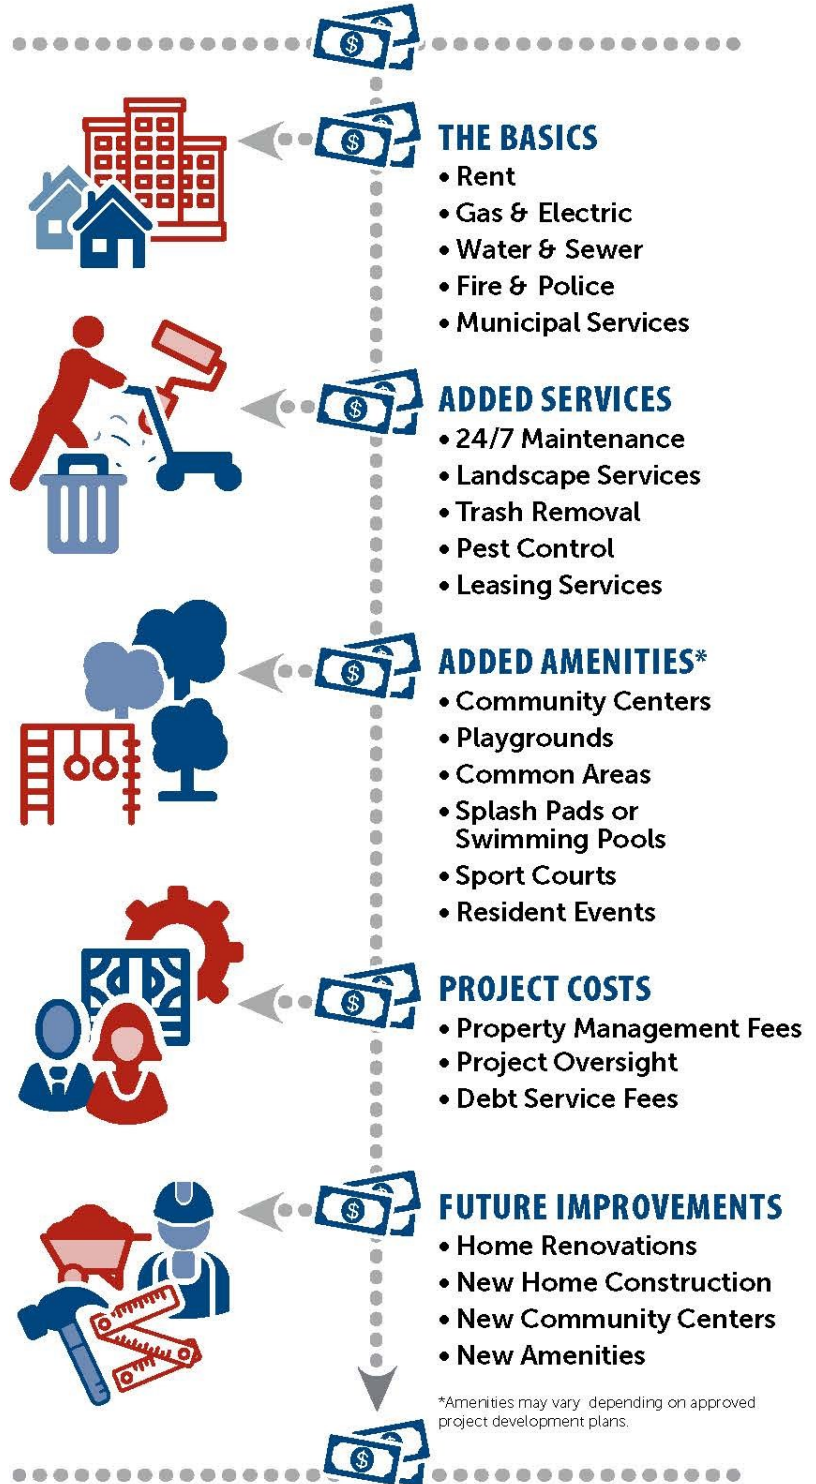 THE BASICS
• Rent
• Gas & Electric
• Water & Sewer
• Fire & Police
• Municipal Services
ADDED SERVICES
• 24/7 Maintenance
• Landscape Services
• Trash Removal
• Pest Control
• Leasing Services
ADDED AMENITIES*
• Community Centers
• Playgrounds
• Common Areas
• Splash Pads or
Swimming Pools
• Sport Courts
• Resident Events
PROJECT COSTS
• Property Management Fees
• Project Oversight
• Debt Service Fees
FUTURE IMPROVEMENTS
• Home Renovations
• New Home Construction
• New Community Centers
• New Amenities
*Amenities may vary depending on approved
project development plans.